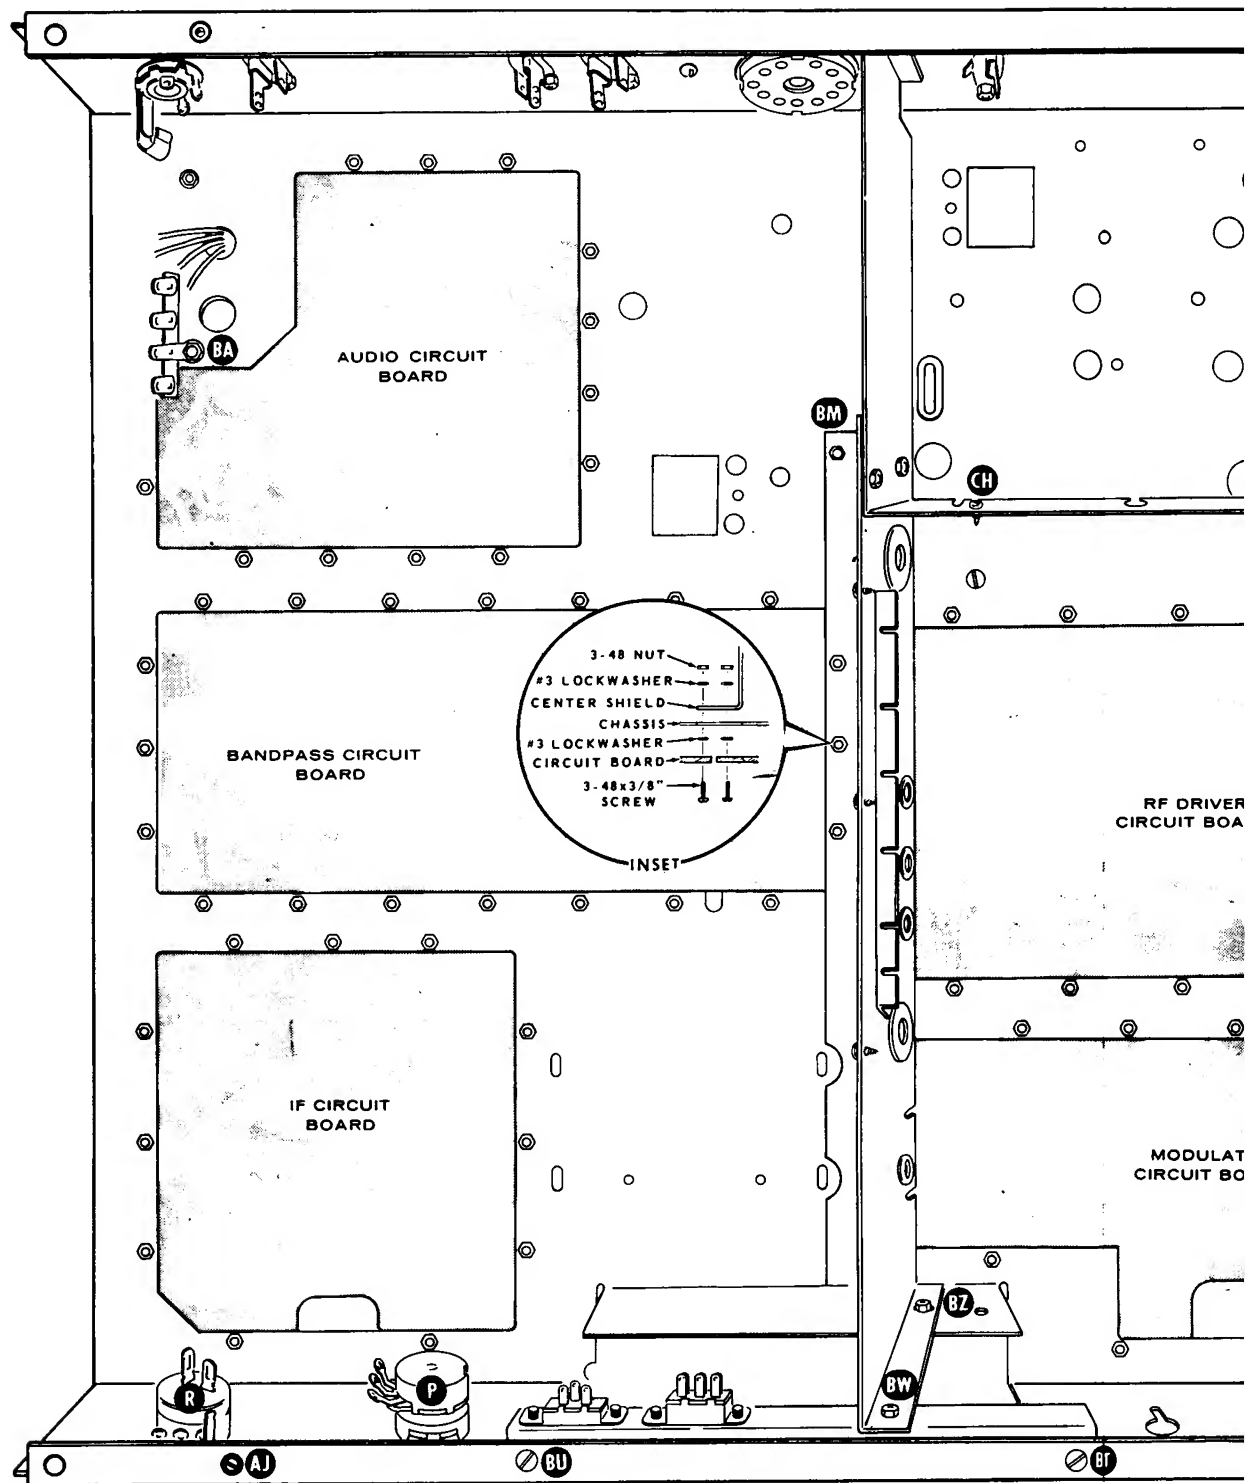 BA
AUDIO CIRCUIT
BOARD
BM
CH
3-48 NUT
#3 LOCKWASHER
CENTER SHIELD
CHASSIS
#3 LOCKWASHER
CIRCUIT BOARD
3-48x3/8"
SCREW
INSET
BANDPASS CIRCUIT
BOARD
RF DRIVER
CIRCUIT BOA
IF CIRCUIT
BOARD
MODULAT
CIRCUIT BO
BZ
R
P
BW
AJ
BU
BT